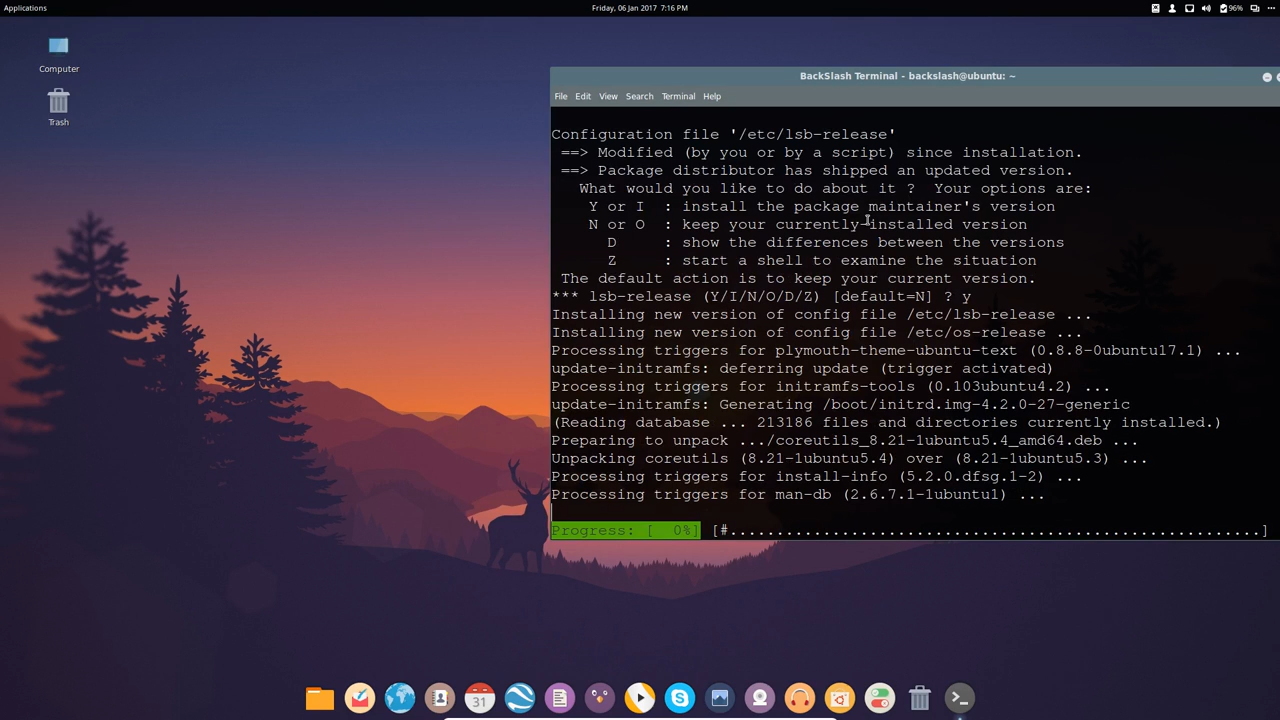 Applications
Friday, 06 Jan 2017 7:16 PM
96%
Computer
Trash
BackSlash Terminal - backslash@ubuntu: ~
File Edit View Search Terminal Help
Configuration file '/etc/lsb-release'
==> Modified (by you or by a script) since installation.
==> Package distributor has shipped an updated version.
What would you like to do about it ?  Your options are:
Y or I  : install the package maintainer's version
N or O  : keep your currently-installed version
D     : show the differences between the versions
Z     : start a shell to examine the situation
The default action is to keep your current version.
*** lsb-release (Y/I/N/O/D/Z) [default=N] ? y
Installing new version of config file /etc/lsb-release ...
Installing new version of config file /etc/os-release ...
Processing triggers for plymouth-theme-ubuntu-text (0.8.8-0ubuntu17.1) ...
update-initramfs: deferring update (trigger activated)
Processing triggers for initramfs-tools (0.103ubuntu4.2) ...
update-initramfs: Generating /boot/initrd.img-4.2.0-27-generic
(Reading database ... 213186 files and directories currently installed.)
Preparing to unpack .../coreutils_8.21-1ubuntu5.4_amd64.deb ...
Unpacking coreutils (8.21-1ubuntu5.4) over (8.21-1ubuntu5.3) ...
Processing triggers for install-info (5.2.0.dfsg.1-2) ...
Processing triggers for man-db (2.6.7.1-1ubuntu1) ...
Progress: [  0%] [#.........................................................]
31